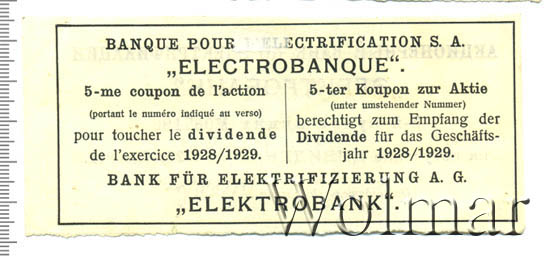 BANQUE POUR L'ELECTRIFICATION S. A.
„ELECTROBANQUE“.
5-me coupon de l'action
(portant le numéro indiqué au verso)
pour toucher le dividende
de l'exercice 1928/1929.
5-ter Koupon zur Aktie
(unter umstehender Nummer)
berechtigt zum Empfang der
Dividende für das Geschäfts-
jahr 1928/1929.
BANK FÜR ELEKTRIFIZIERUNG A. G.
„ELEKTROBANK“.
Wolmar